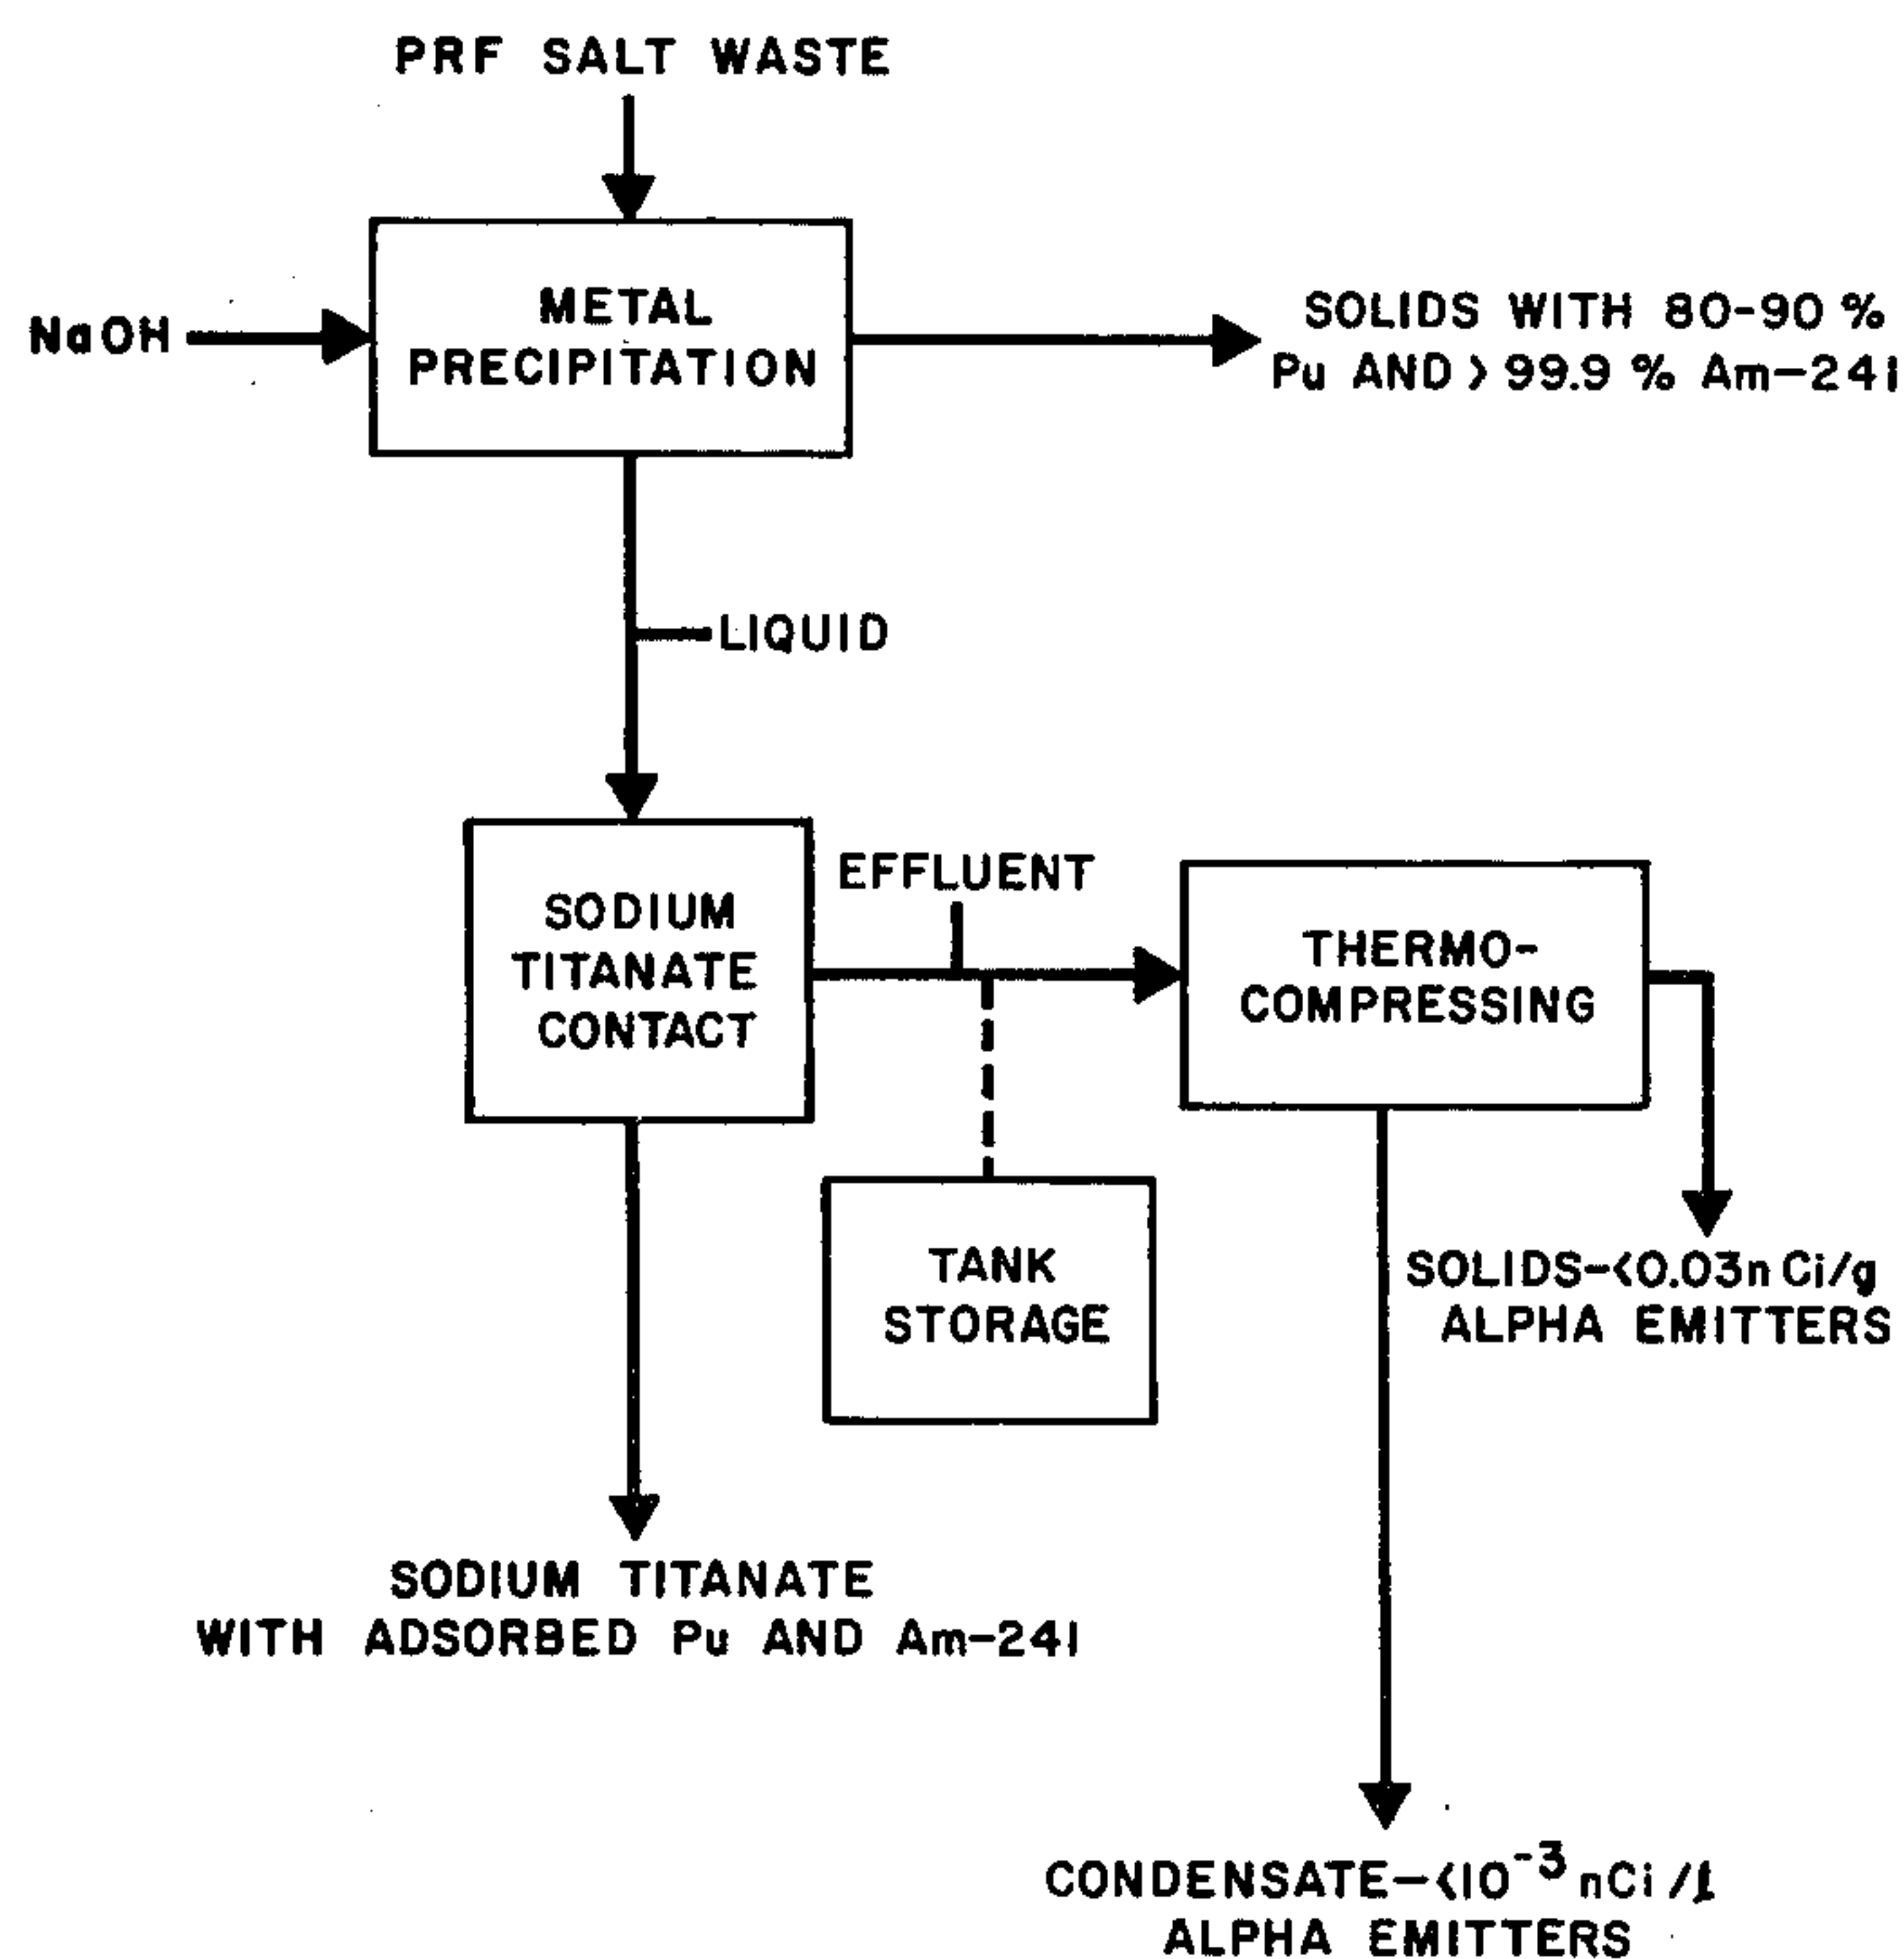 PRF SALT WASTE
NaOH
METAL
PRECIPITATION
SOLIDS WITH 80-90 %
Pu AND > 99.9 % Am-241
LIQUID
SODIUM
TITANATE
CONTACT
EFFLUENT
THERMO-
COMPRESSING
TANK
STORAGE
SOLIDS-<0.03n Ci/g
ALPHA EMITTERS
SODIUM TITANATE
WITH ADSORBED Pu AND Am-241
CONDENSATE-<10⁻³ nCi/ℓ
ALPHA EMITTERS